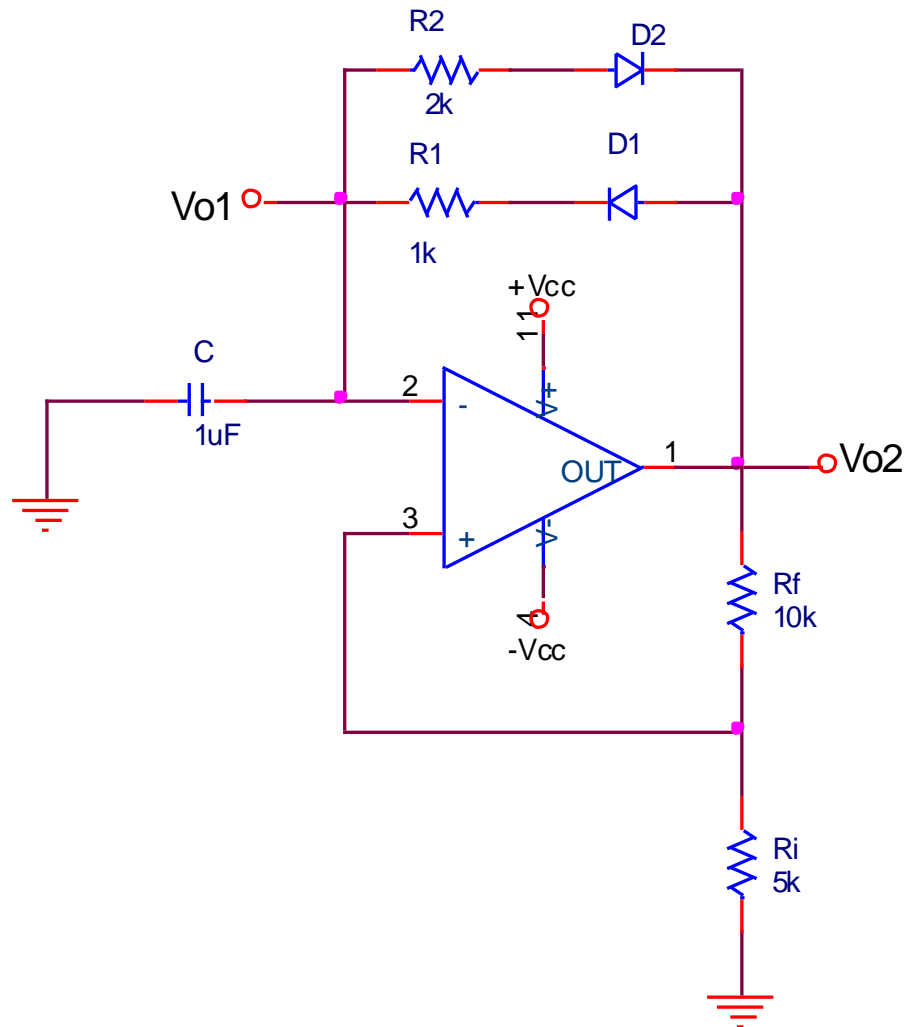 R2
D2
2k
R1
D1
Vo1
1k
+Vcc
11
C
2
-
V+
1uF
1
Vo2
OUT
3
+
V-
Rf
10k
4
-Vcc
Ri
5k